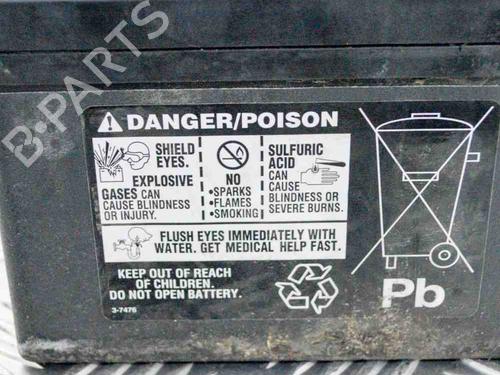 B-PARTS
DANGER/POISON
SHIELD
EYES.
EXPLOSIVE
GASES CAN
CAUSE BLINDNESS
OR INJURY.
NO
•SPARKS
•FLAMES
•SMOKING
SULFURIC
ACID
CAN
CAUSE
BLINDNESS OR
SEVERE BURNS.
FLUSH EYES IMMEDIATELY WITH
WATER. GET MEDICAL HELP FAST.
KEEP OUT OF REACH
OF CHILDREN.
DO NOT OPEN BATTERY.
3-7476
Pb